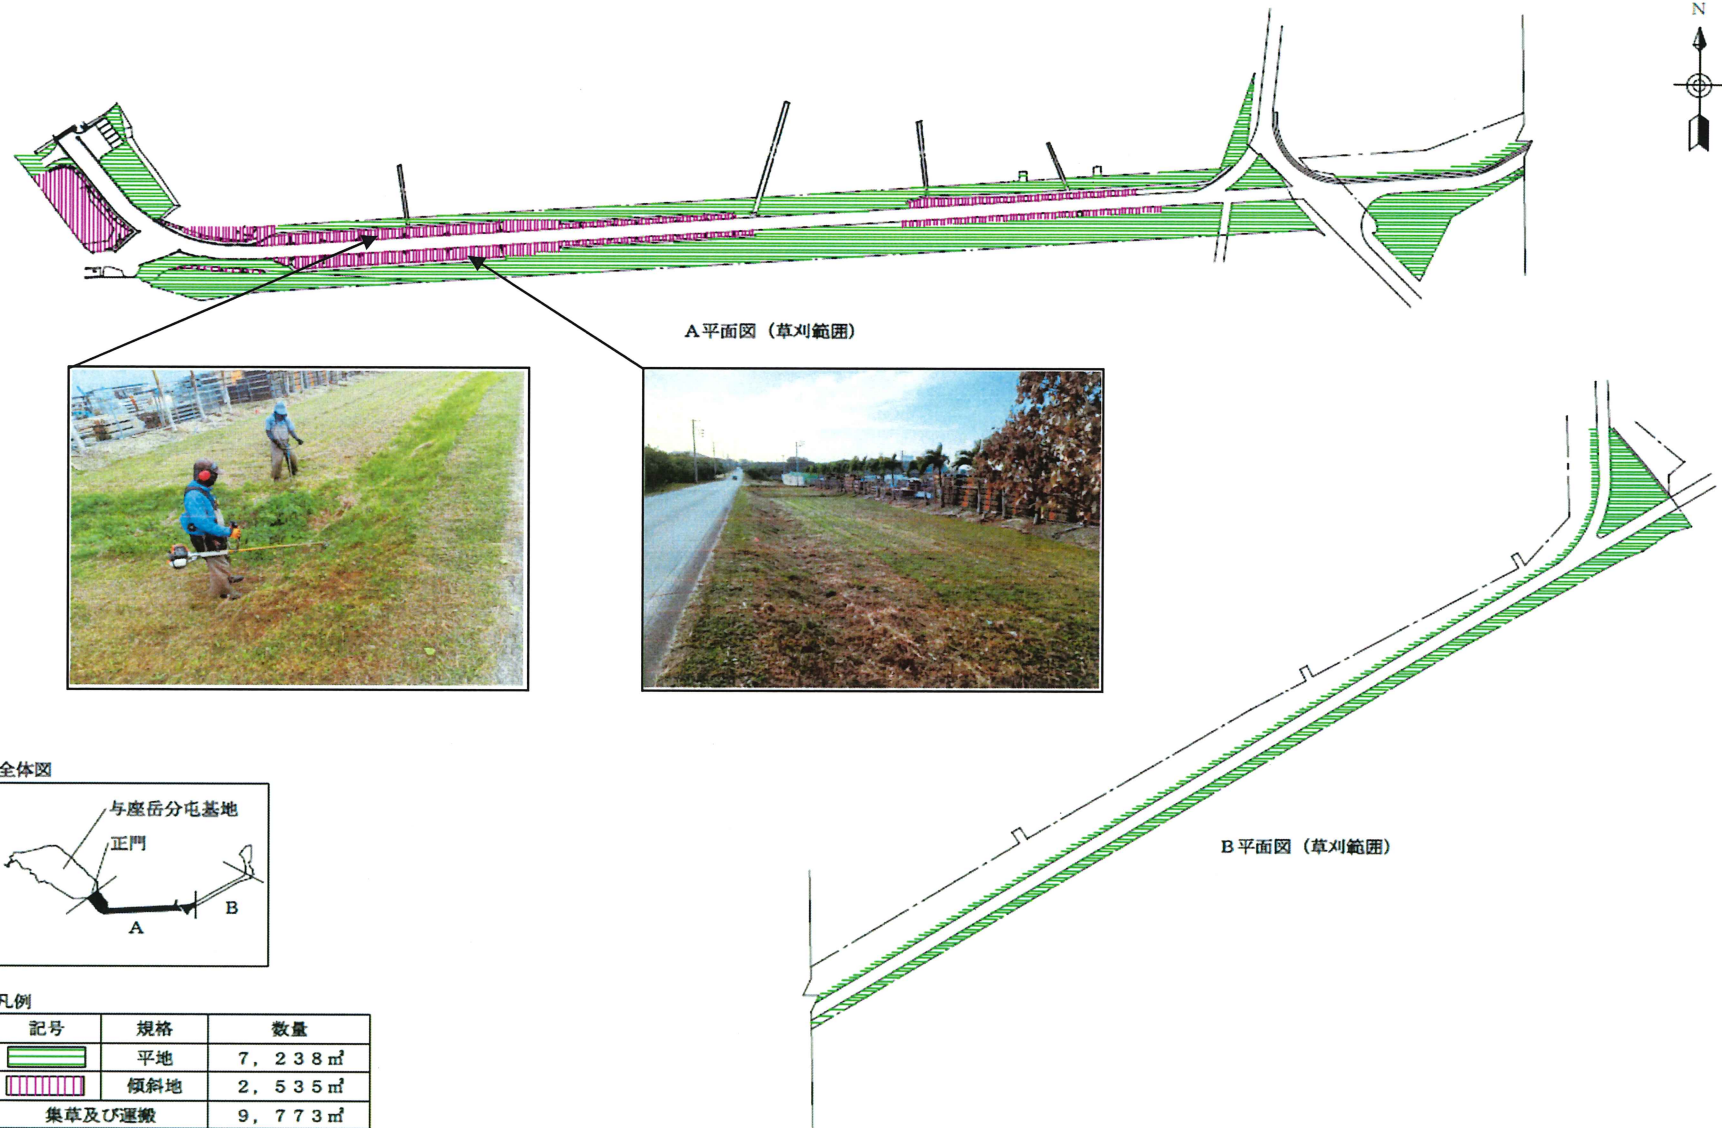 N
A平面図（草刈範囲）
全体図
与座岳分屯基地
正門
A
B
B平面図（草刈範囲）
凡例
記号 規格 数量
平地 7，238㎡
傾斜地 2，535㎡
集草及び運搬 9，773㎡